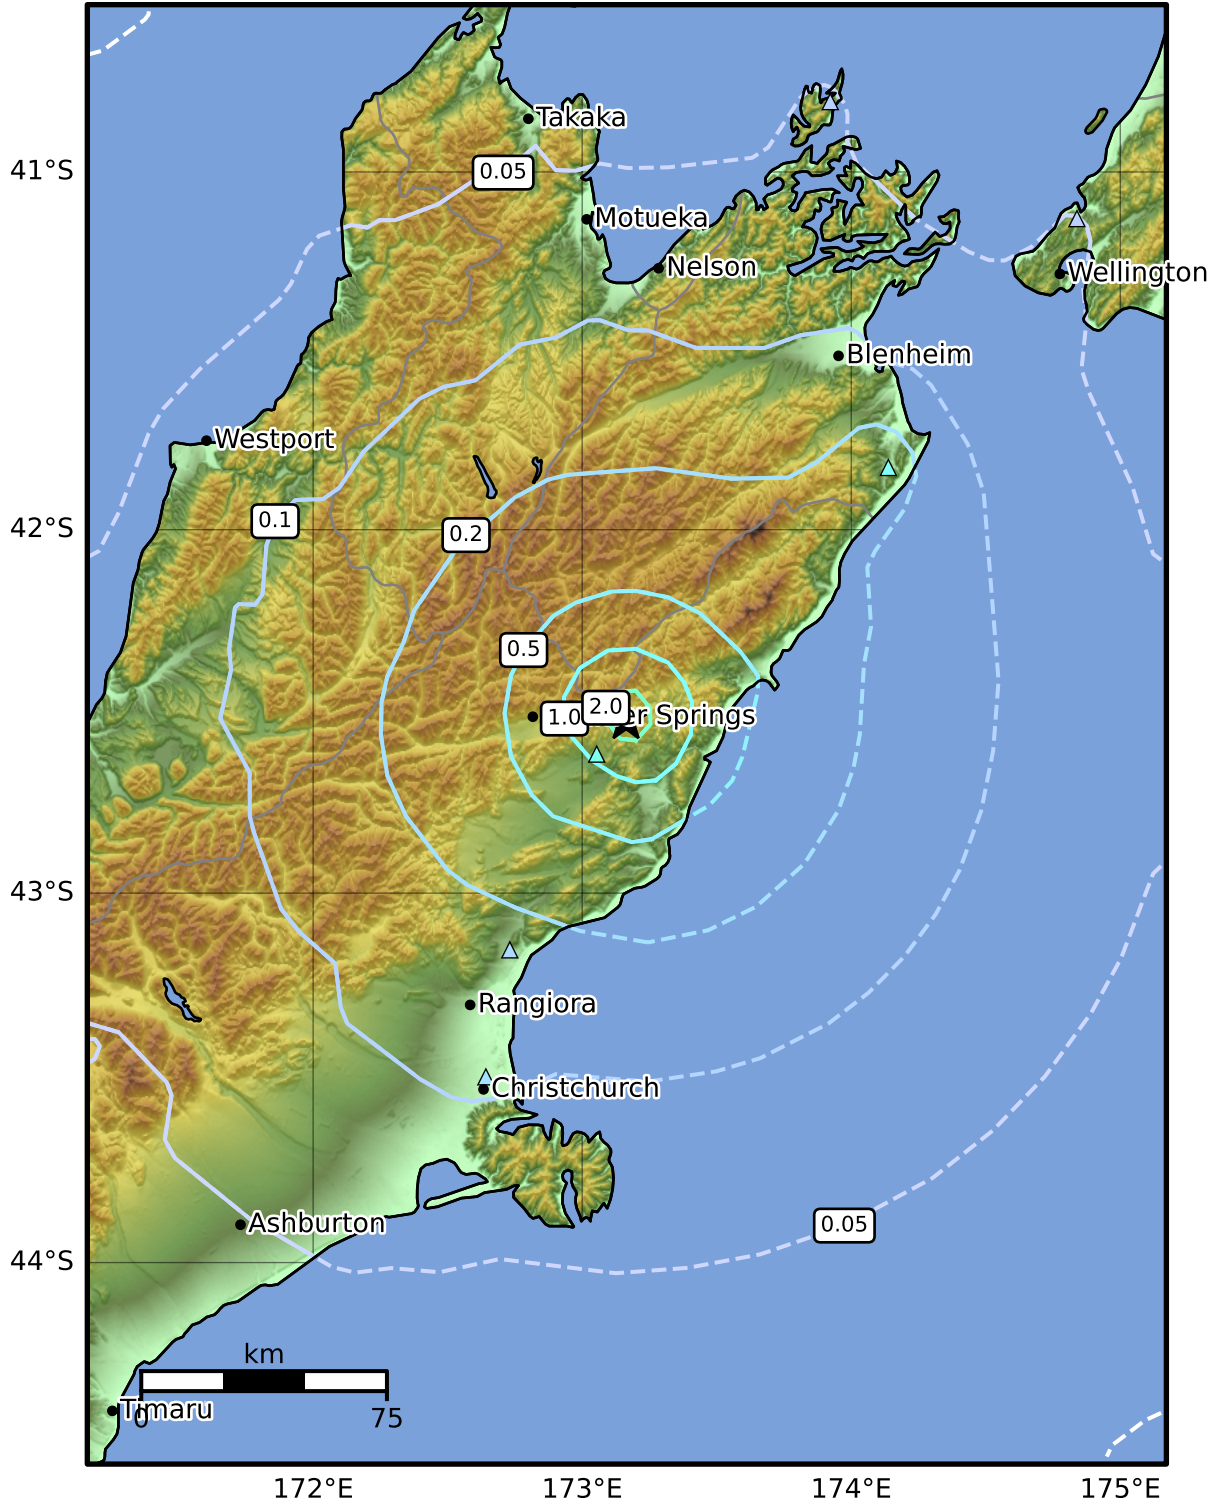 Takaka
41°S
0.05
Motueka
Nelson
Wellington
Blenheim
Westport
0.1
42°S
0.2
0.5
1.0
2.0
Springs
43°S
Rangiora
Christchurch
Ashburton
0.05
44°S
km
Timaru
0
75
172°E
173°E
174°E
175°E